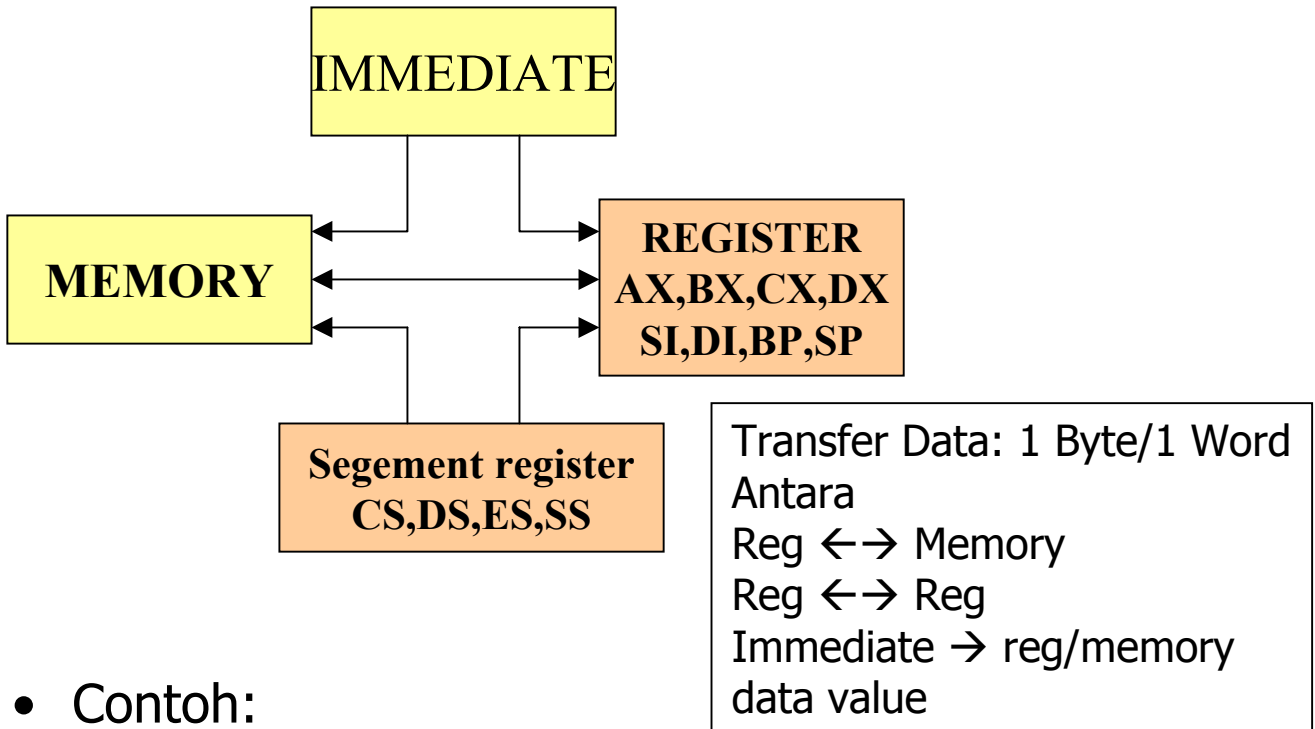 IMMEDIATE
MEMORY
REGISTER
AX,BX,CX,DX
SI,DI,BP,SP
Segement register
CS,DS,ES,SS
Transfer Data: 1 Byte/1 Word
Antara
Reg ←→ Memory
Reg ←→ Reg
Immediate → reg/memory
data value
• Contoh: